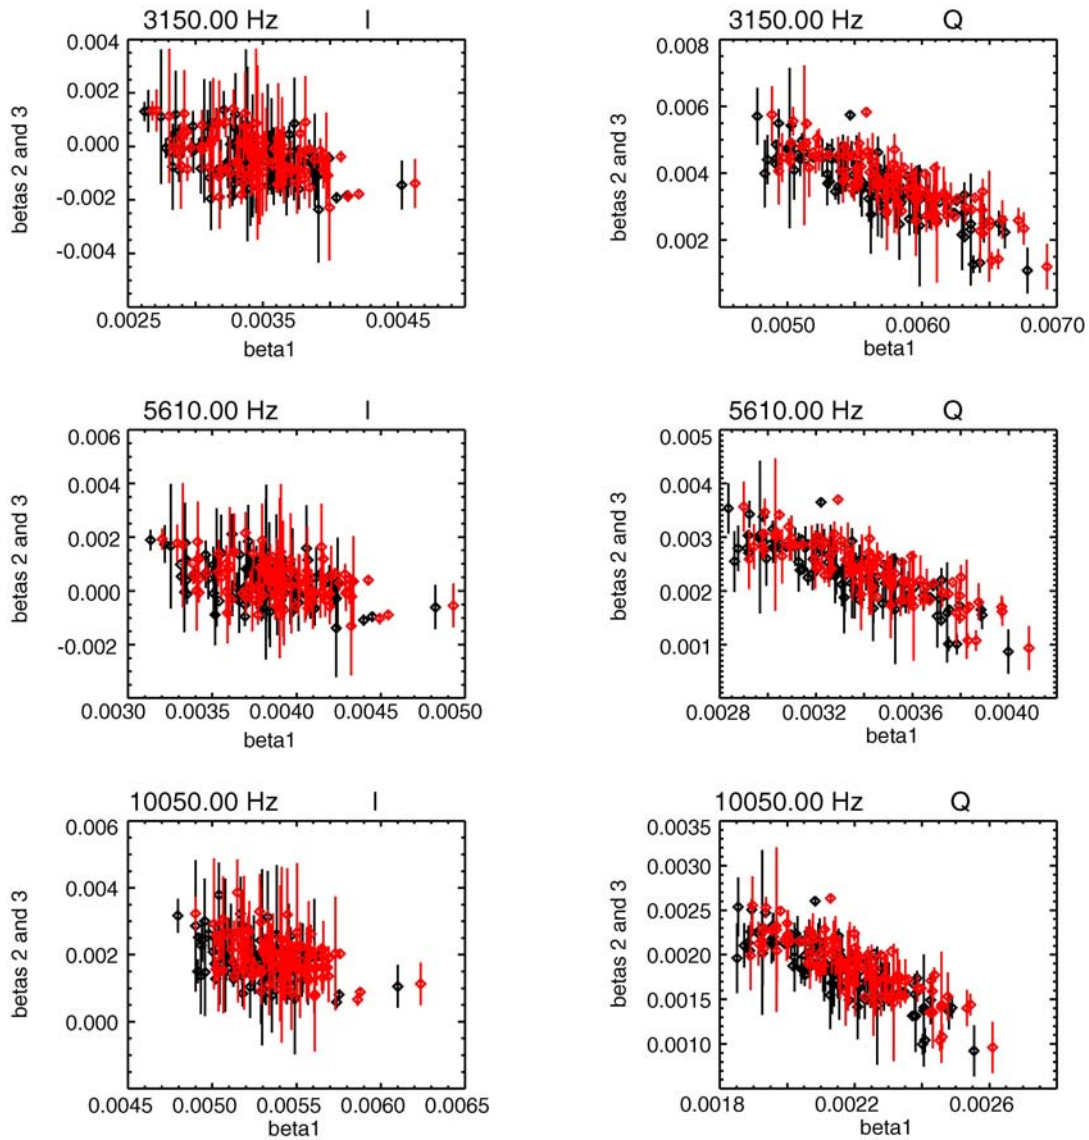 3150.00 Hz I
0.004
0.002
0.000
-0.002
-0.004
betas 2 and 3
0.0025 0.0035 0.0045
beta1
3150.00 Hz Q
0.008
0.006
0.004
0.002
betas 2 and 3
0.0050 0.0060 0.0070
beta1
5610.00 Hz I
0.006
0.004
0.002
0.000
-0.002
betas 2 and 3
0.0030 0.0035 0.0040 0.0045 0.0050
beta1
5610.00 Hz Q
0.005
0.004
0.003
0.002
0.001
betas 2 and 3
0.0028 0.0032 0.0036 0.0040
beta1
10050.00 Hz I
0.006
0.004
0.002
0.000
betas 2 and 3
0.0045 0.0050 0.0055 0.0060 0.0065
beta1
10050.00 Hz Q
0.0035
0.0030
0.0025
0.0020
0.0015
0.0010
betas 2 and 3
0.0018 0.0022 0.0026
beta1